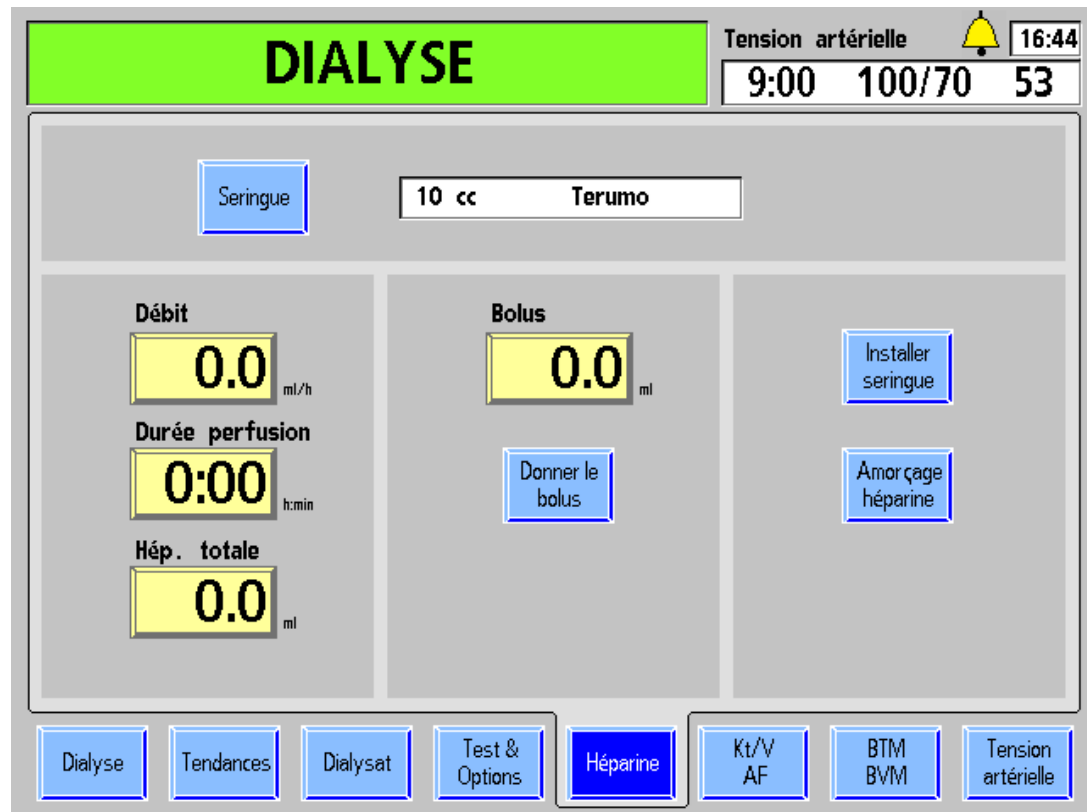 DIALYSE
Tension artérielle 16:44
9:00 100/70 53
Seringue
10 cc Terumo
Débit
0.0 ml/h
Durée perfusion
0:00 h:min
Hép. totale
0.0 ml
Bolus
0.0 ml
Donner le
bolus
Installer
seringue
Amorçage
héparine
Dialyse
Tendances
Dialysat
Test &
Options
Héparine
Kt/V
AF
BTM
BVM
Tension
artérielle